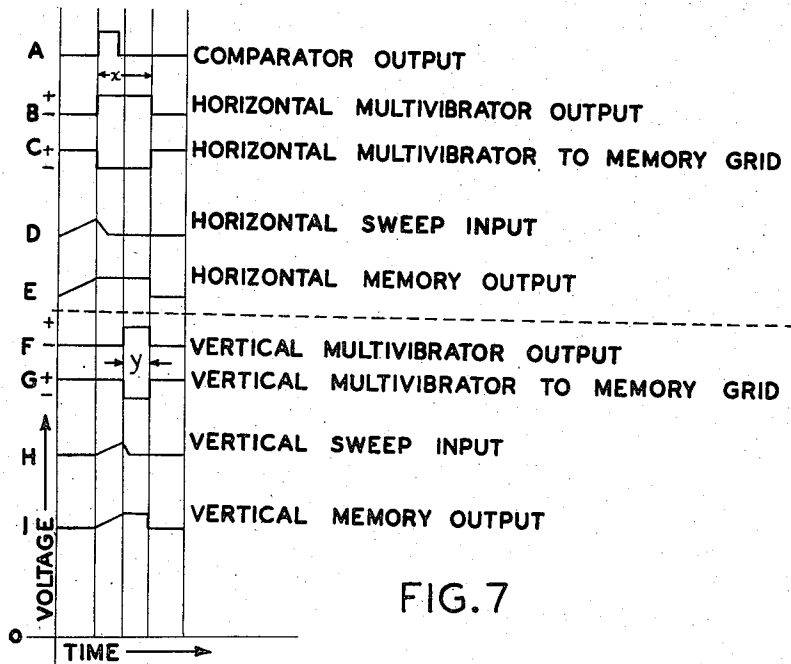 A COMPARATOR OUTPUT
x
B + - HORIZONTAL MULTIVIBRATOR OUTPUT
C + - HORIZONTAL MULTIVIBRATOR TO MEMORY GRID
D HORIZONTAL SWEEP INPUT
E HORIZONTAL MEMORY OUTPUT
F + - VERTICAL MULTIVIBRATOR OUTPUT
y
G + - VERTICAL MULTIVIBRATOR TO MEMORY GRID
H VERTICAL SWEEP INPUT
I VERTICAL MEMORY OUTPUT
VOLTAGE
FIG. 7
O
TIME